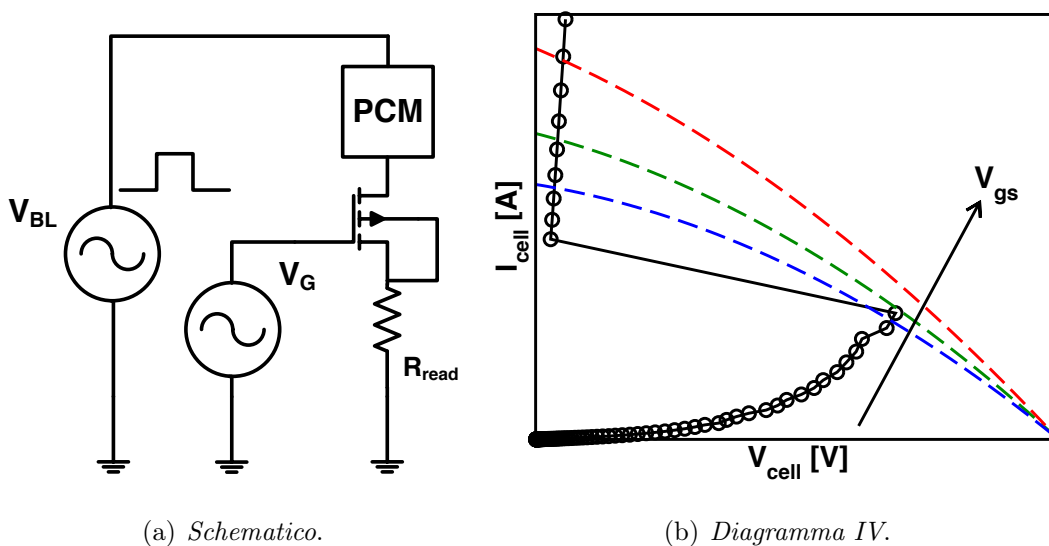 PCM
V_BL
V_G
R_read
I_cell [A]
V_gs
V_cell [V]
(a) Schematico.
(b) Diagramma IV.